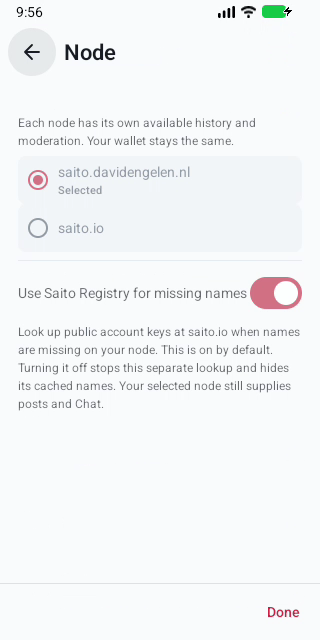 9:56
Node
Each node has its own available history and
moderation. Your wallet stays the same.
saito.davidengelen.nl
Selected
saito.io
Use Saito Registry for missing names
Look up public account keys at saito.io when names
are missing on your node. This is on by default.
Turning it off stops this separate lookup and hides
its cached names. Your selected node still supplies
posts and Chat.
Done